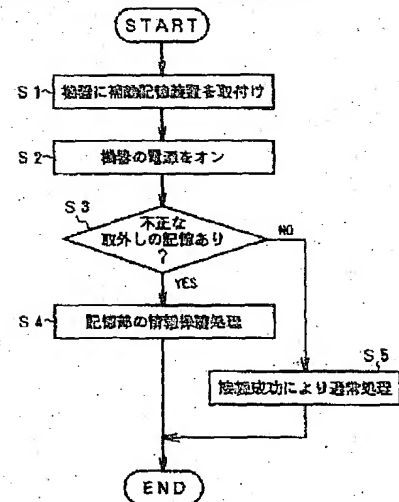 START
S1 機器に補助記憶装置を取付け
S2 機器の電源をオン
S3
不正な
取外しの記憶あり
?
NO
YES
S4 記憶部の情報保護処理
S5
接続成功により通常処理
END